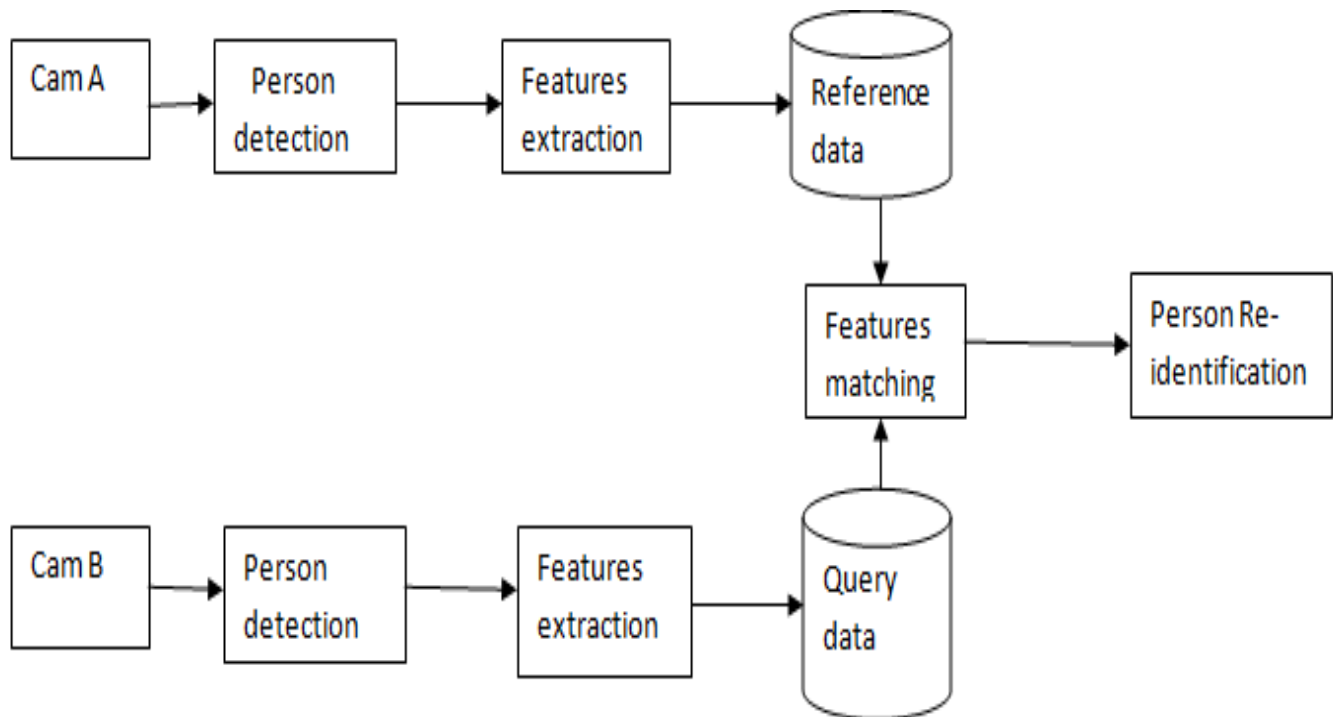 Cam A
Person
detection
Features
extraction
Reference
data
Features
matching
Person Re-
identification
Cam B
Person
detection
Features
extraction
Query
data